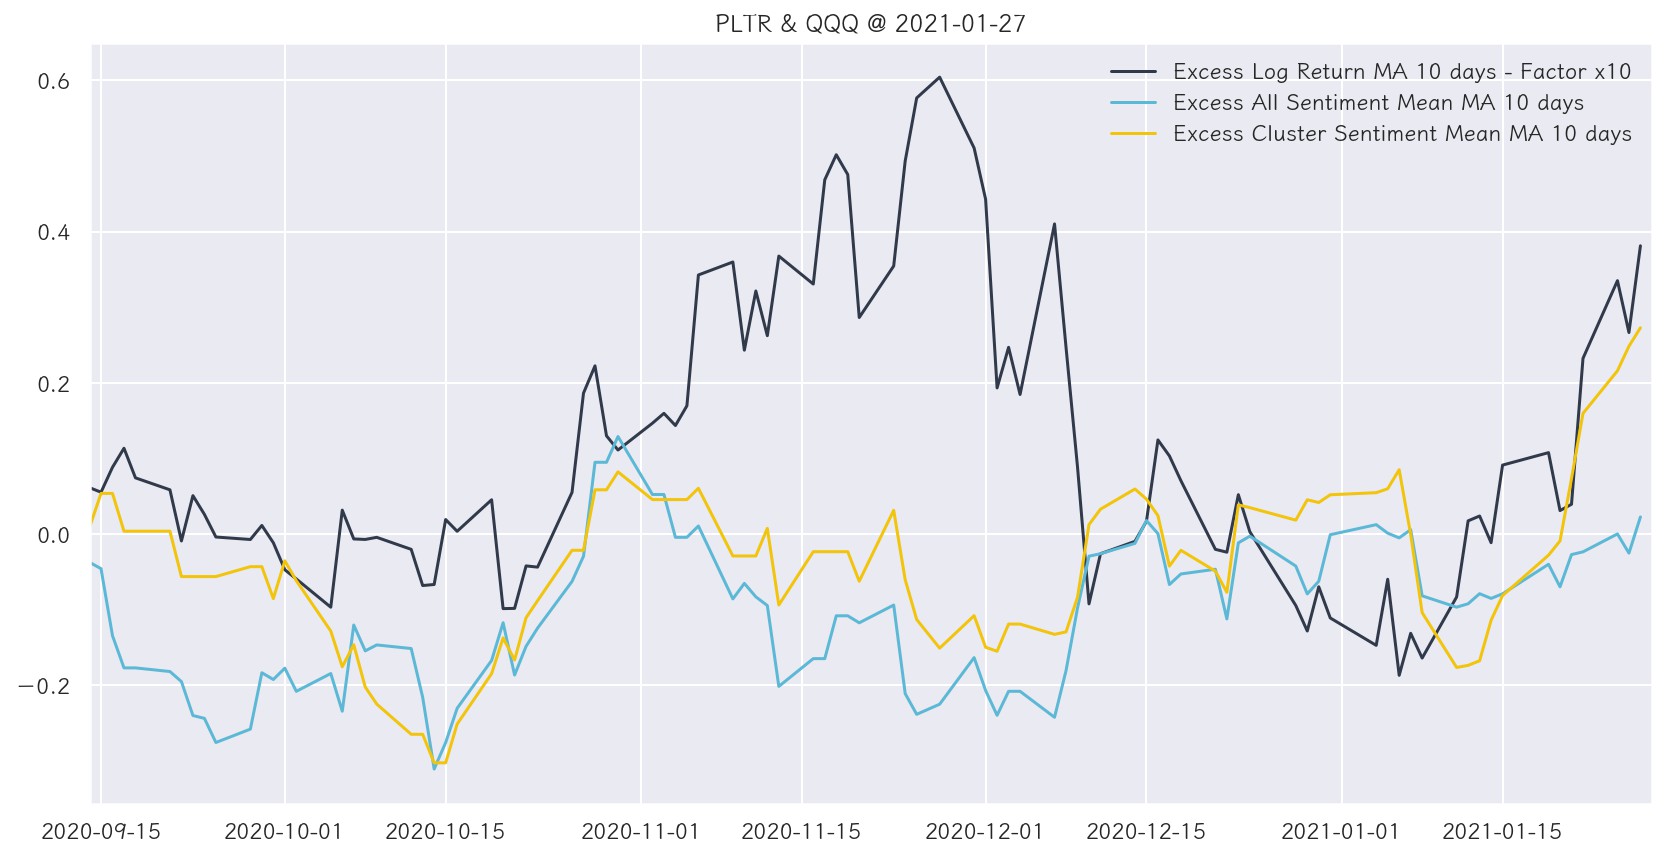 PLTR & QQQ @ 2021-01-27
Excess Log Return MA 10 days - Factor x10
Excess All Sentiment Mean MA 10 days
Excess Cluster Sentiment Mean MA 10 days
0.6
0.4
0.2
0.0
−0.2
2020-09-15 2020-10-01 2020-10-15 2020-11-01 2020-11-15 2020-12-01 2020-12-15 2021-01-01 2021-01-15